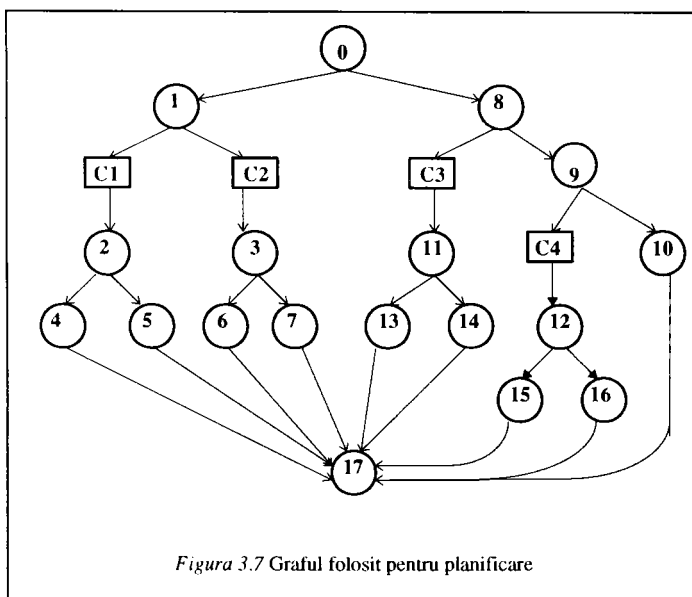 0
1 8
C1 C2 C3 9
2 3 11 C4 10
4 5 6 7 13 14 12
15 16
17
Figura 3.7 Graful folosit pentru planificare